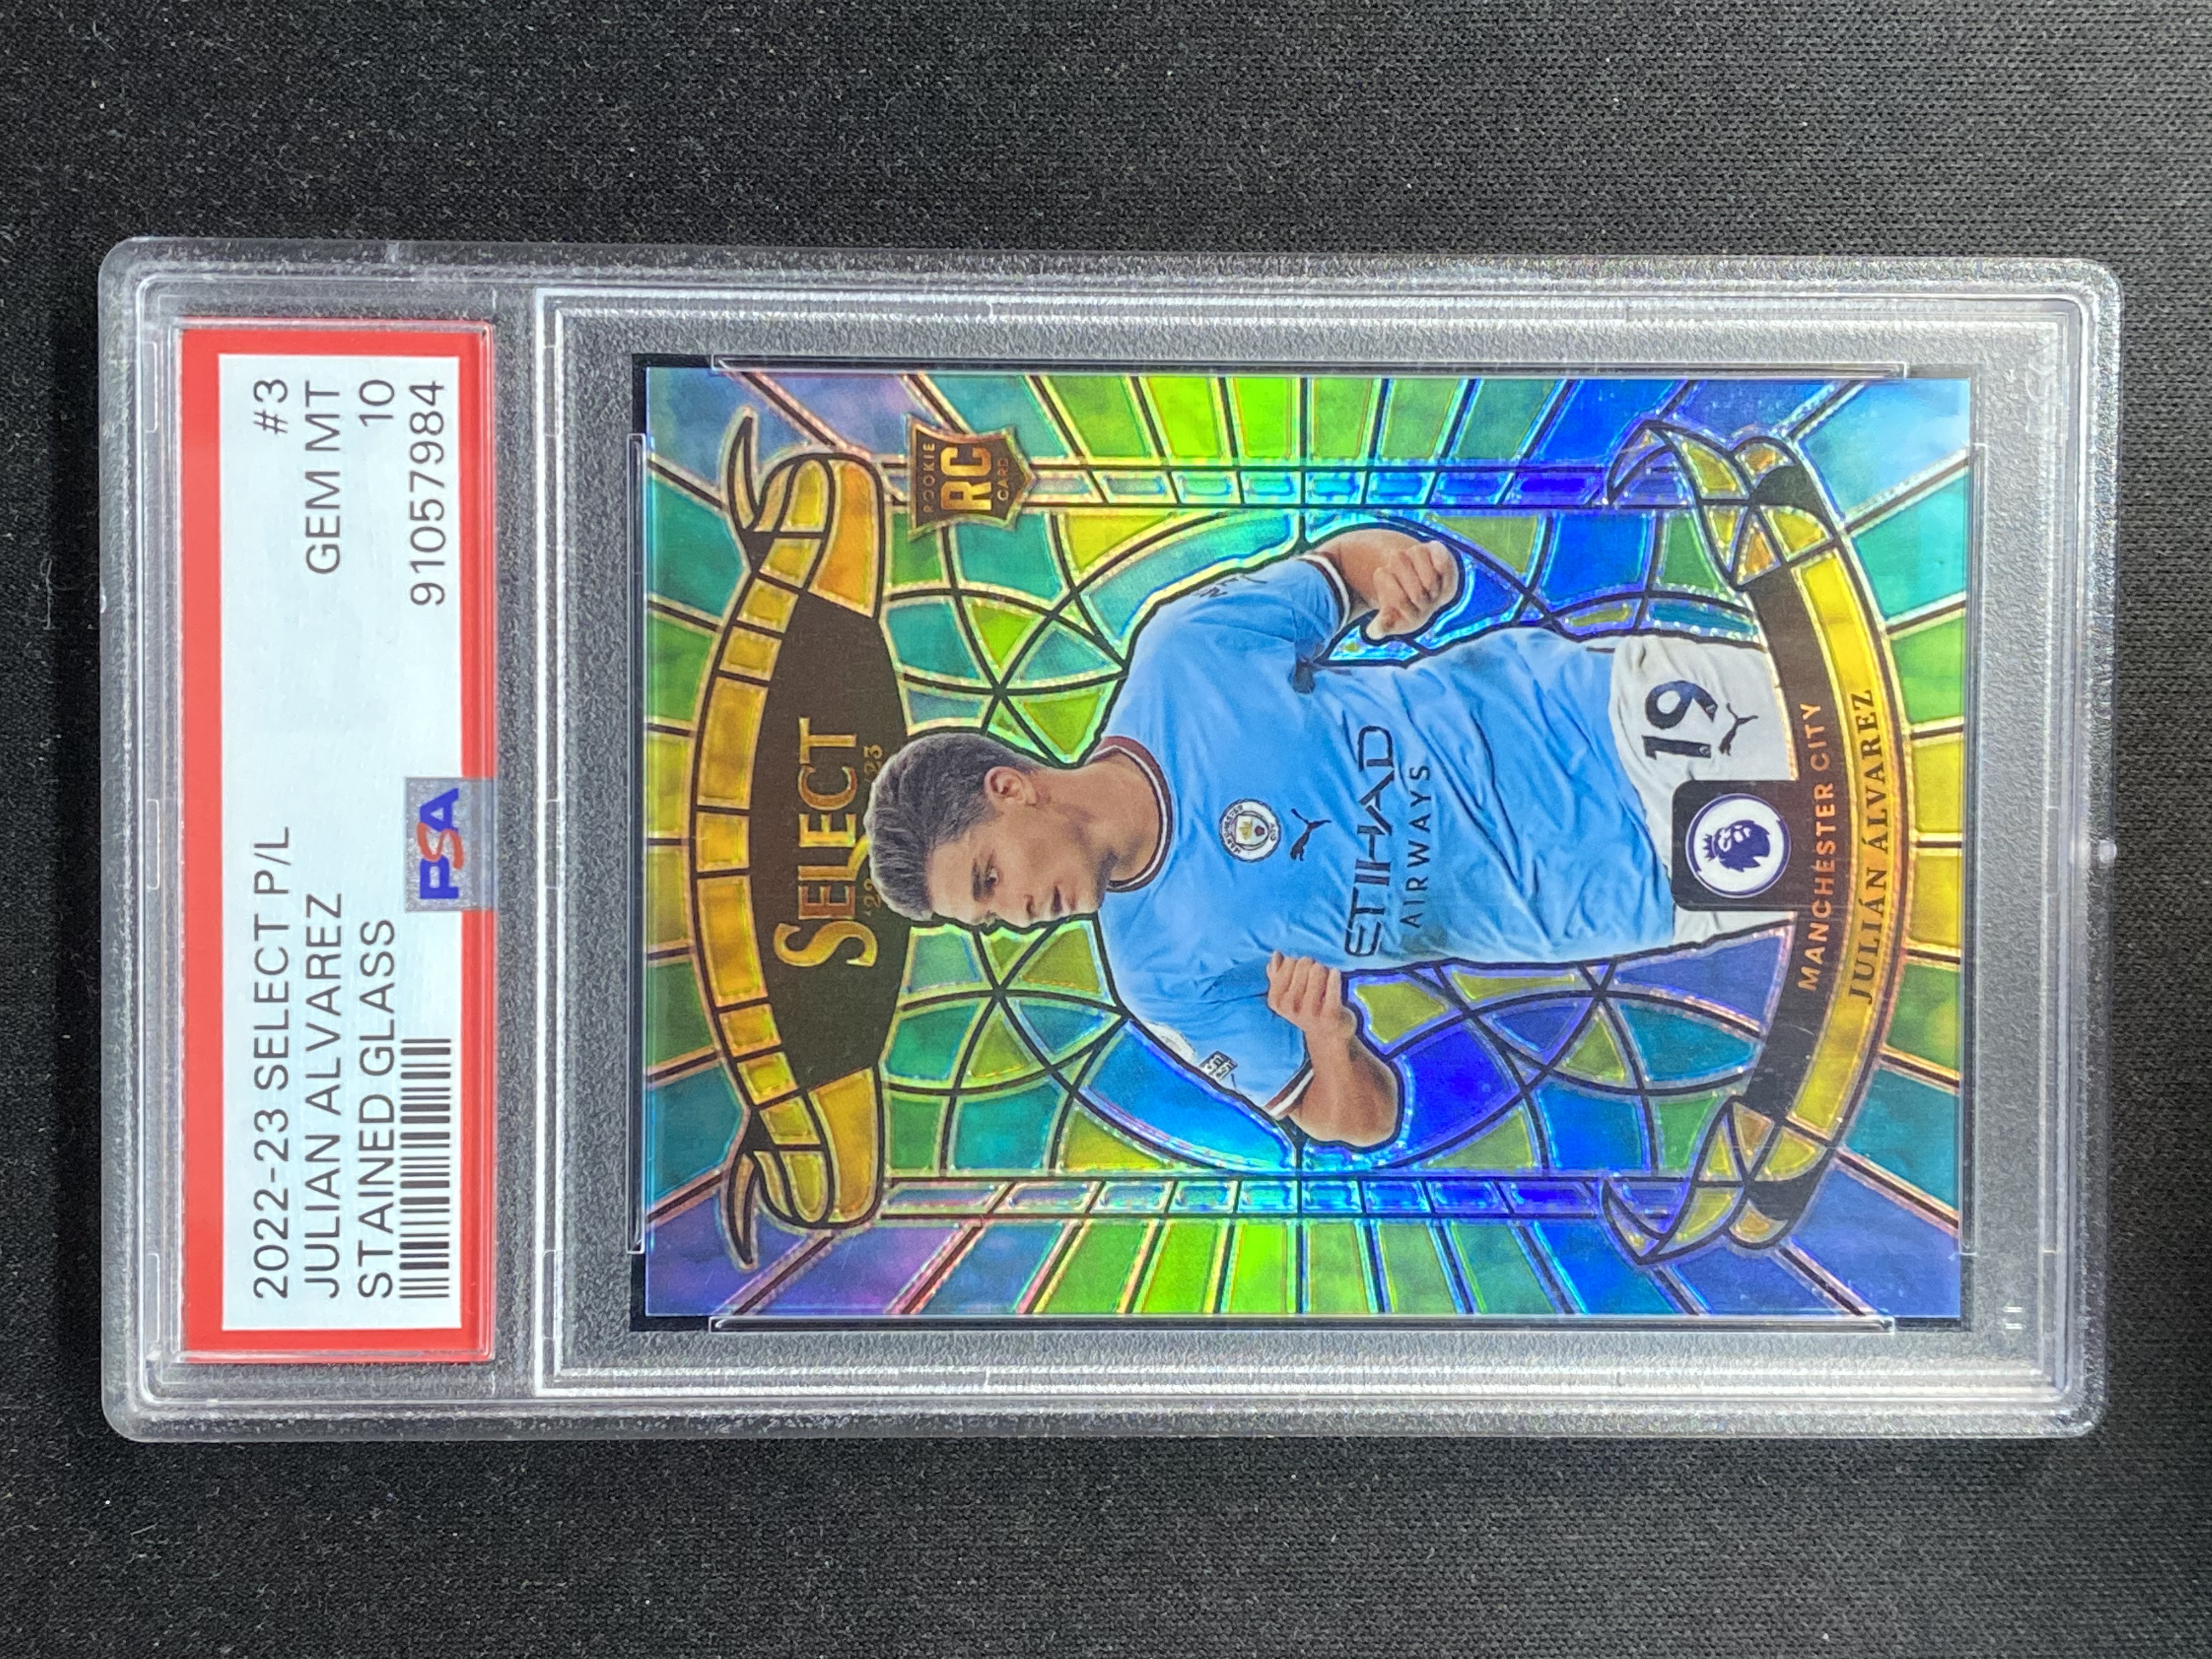 2022-23 SELECT P/L #3
JULIAN ALVAREZ GEM MT
STAINED GLASS 10
91057984
PSA
SELECT
ROOKIE
RC
CARD
ETIHAD
AIRWAYS
19
MANCHESTER CITY
JULIÁN ÁLVAREZ